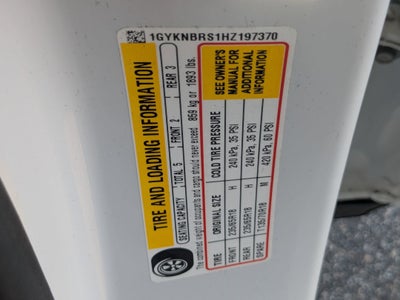 1GYKNBRS1HZ197370
TIRE AND LOADING INFORMATION
SEATING CAPACITY TOTAL 5 FRONT 2 REAR 3
The combined weight of occupants and cargo should never exceed 859 kg or 1893 lbs.
TIRE ORIGINAL SIZE COLD TIRE PRESSURE
FRONT 235/65R18 H 240 kPa, 35 PSI
REAR 235/65R18 H 240 kPa, 35 PSI
SPARE T135/70R18 M 420 kPa, 60 PSI
SEE OWNER'S
MANUAL FOR
ADDITIONAL
INFORMATION